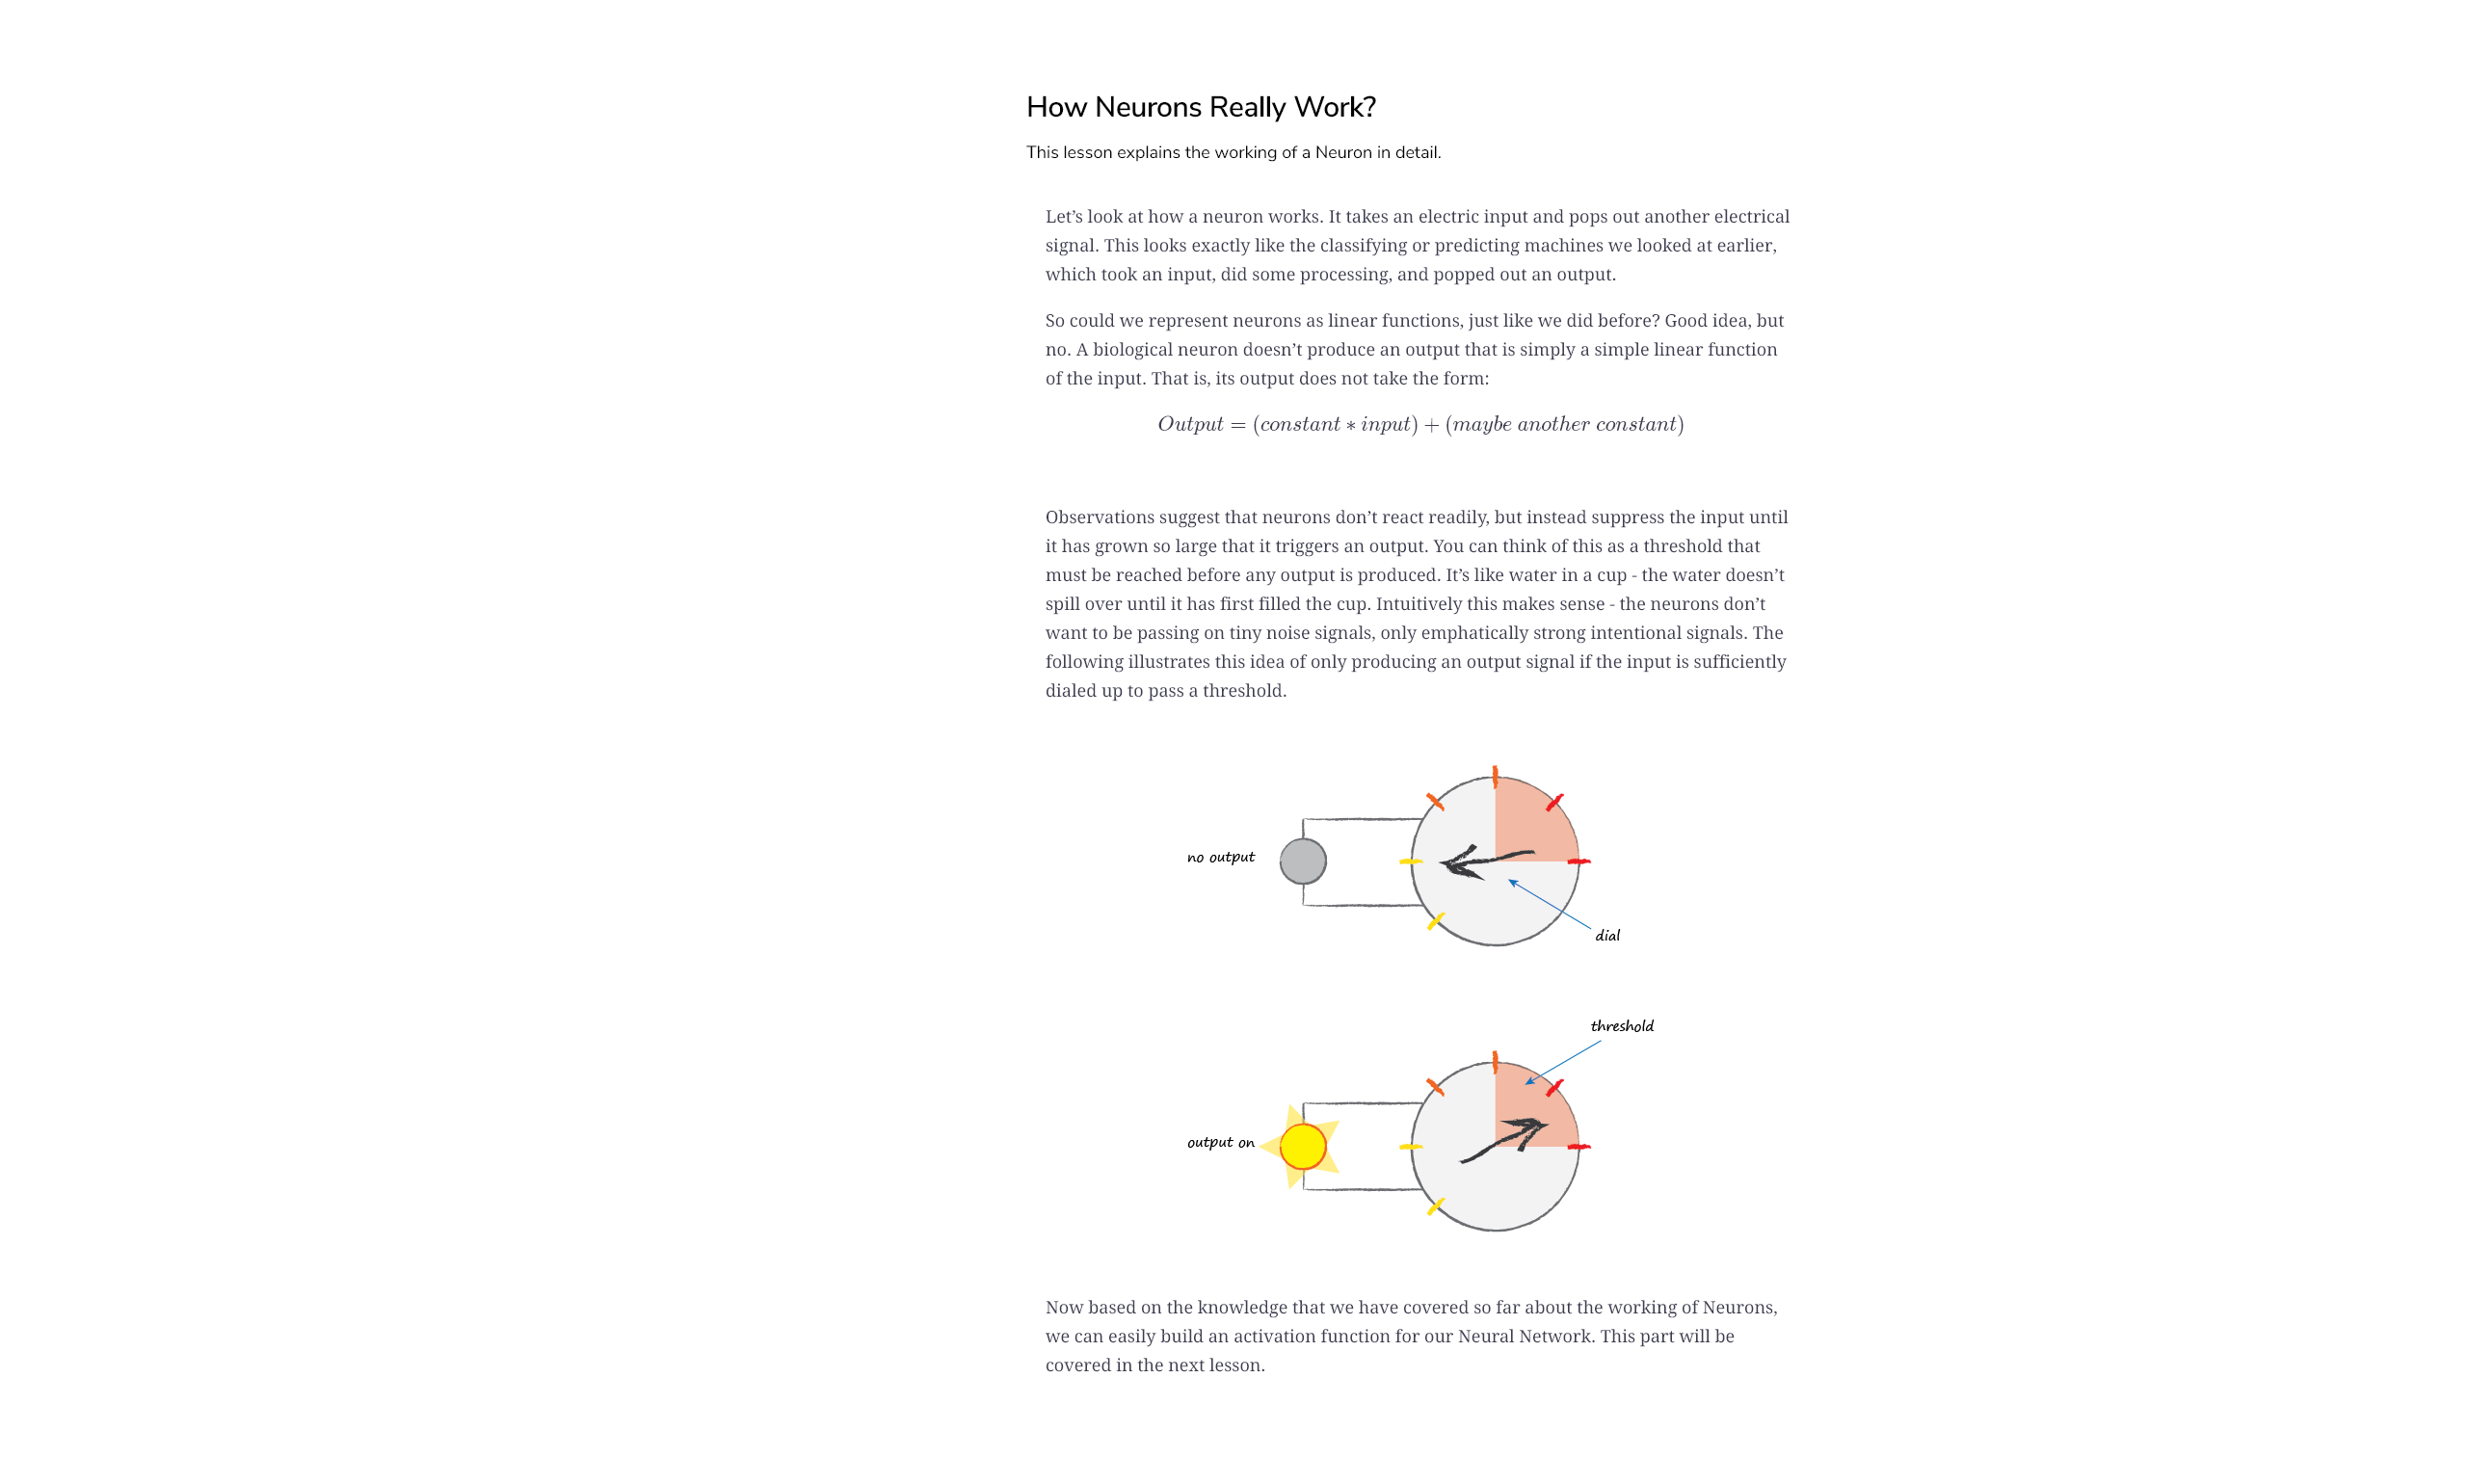 How Neurons Really Work?
This lesson explains the working of a Neuron in detail.
Let’s look at how a neuron works. It takes an electric input and pops out another electrical
signal. This looks exactly like the classifying or predicting machines we looked at earlier,
which took an input, did some processing, and popped out an output.
So could we represent neurons as linear functions, just like we did before? Good idea, but
no. A biological neuron doesn’t produce an output that is simply a simple linear function
of the input. That is, its output does not take the form:
Output = (constant ∗ input) + (maybe another constant)
Observations suggest that neurons don’t react readily, but instead suppress the input until
it has grown so large that it triggers an output. You can think of this as a threshold that
must be reached before any output is produced. It’s like water in a cup - the water doesn’t
spill over until it has first filled the cup. Intuitively this makes sense - the neurons don’t
want to be passing on tiny noise signals, only emphatically strong intentional signals. The
following illustrates this idea of only producing an output signal if the input is sufficiently
dialed up to pass a threshold.
no output
dial
threshold
output on
Now based on the knowledge that we have covered so far about the working of Neurons,
we can easily build an activation function for our Neural Network. This part will be
covered in the next lesson.